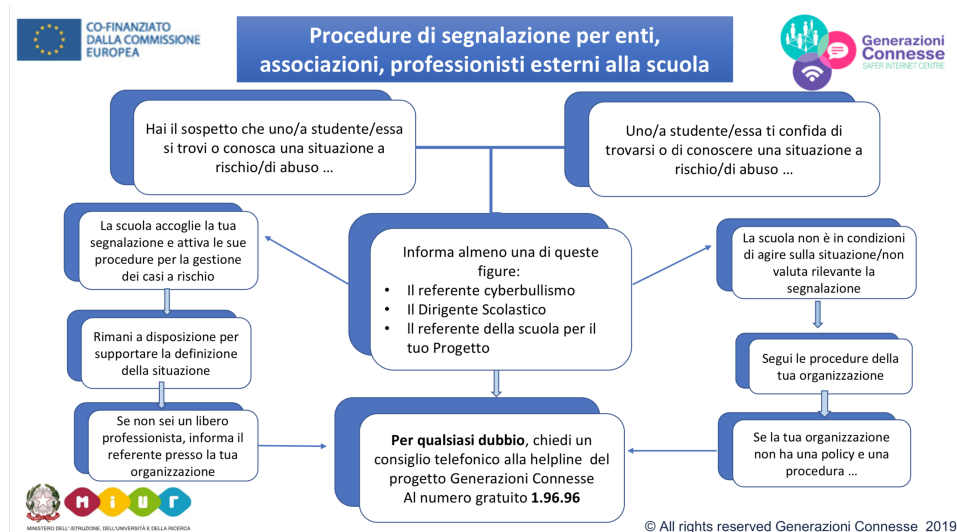 CO-FINANZIATO
DALLA COMMISSIONE
EUROPEA
Procedure di segnalazione per enti,
associazioni, professionisti esterni alla scuola
Generazioni
Connesse
SAFER INTERNET CENTRE
Hai il sospetto che uno/a studente/essa
si trovi o conosca una situazione a
rischio/di abuso …
Uno/a studente/essa ti confida di
trovarsi o di conoscere una situazione a
rischio/di abuso …
La scuola accoglie la tua
segnalazione e attiva le sue
procedure per la gestione
dei casi a rischio
Informa almeno una di queste
figure:
• Il referente cyberbullismo
• Il Dirigente Scolastico
• Il referente della scuola per il
tuo Progetto
La scuola non è in condizioni
di agire sulla situazione/non
valuta rilevante la
segnalazione
Rimani a disposizione per
supportare la definizione
della situazione
Segui le procedure della
tua organizzazione
Se non sei un libero
professionista, informa il
referente presso la tua
organizzazione
Per qualsiasi dubbio, chiedi un
consiglio telefonico alla helpline del
progetto Generazioni Connesse
Al numero gratuito 1.96.96
Se la tua organizzazione
non ha una policy e una
procedura …
miur
MINISTERO DELL' ISTRUZIONE, DELL'UNIVERSITÀ E DELLA RICERCA
© All rights reserved Generazioni Connesse 2019